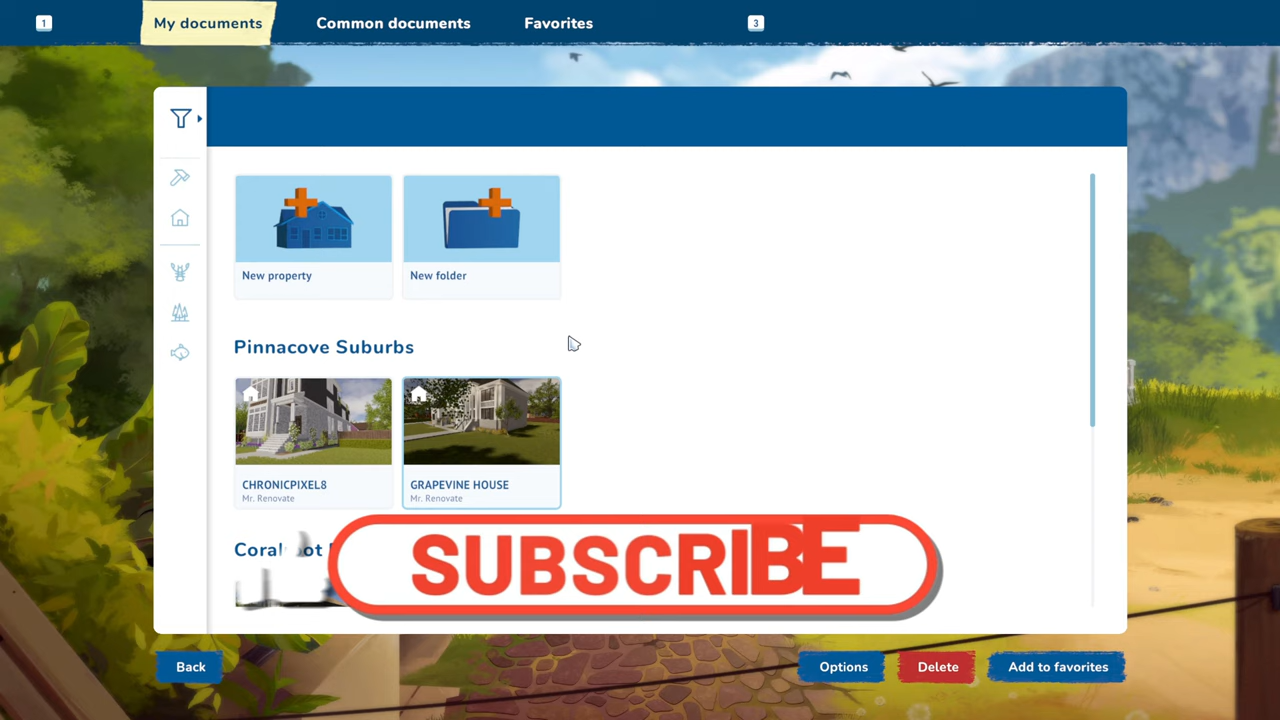 1
My documents
Common documents
Favorites
3
New property
New folder
Pinnacove Suburbs
CHRONICPIXEL8
Mr. Renovate
GRAPEVINE HOUSE
Mr. Renovate
SUBSCRIBE
Back
Options
Delete
Add to favorites